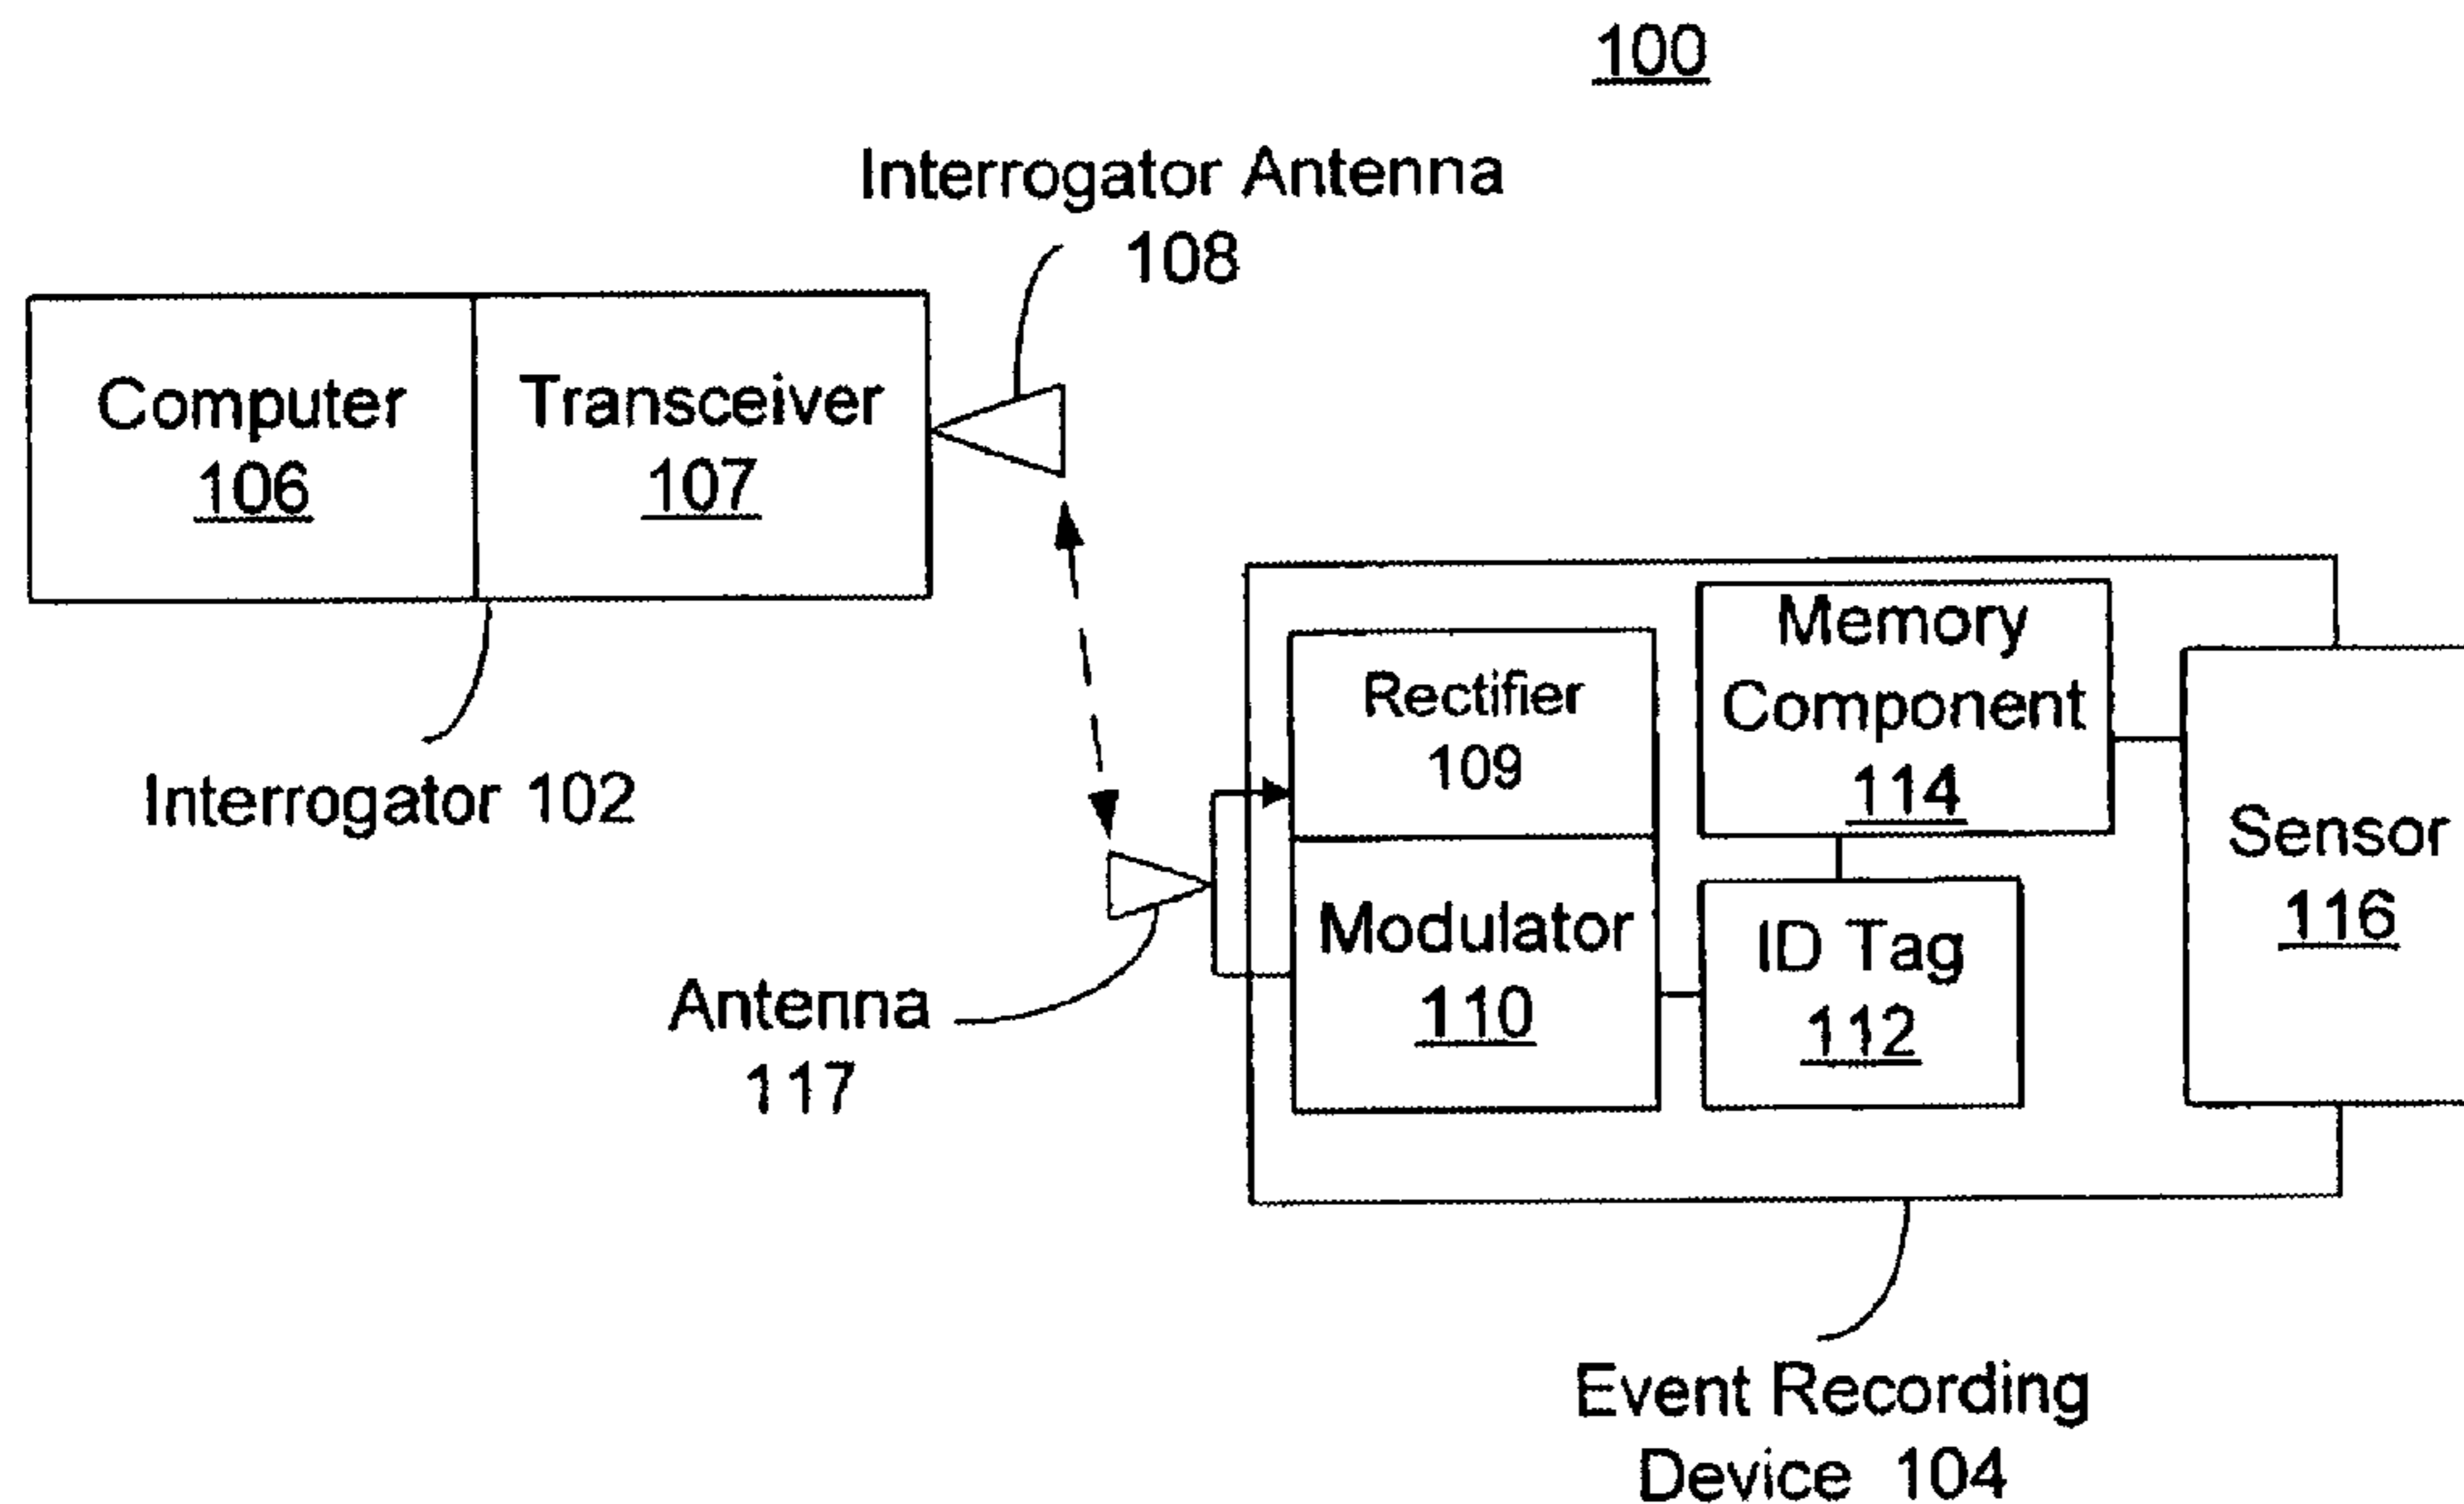 100
Interrogator Antenna
108
Computer
106
Transceiver
107
Interrogator 102
Memory
Component
114
Rectifier
109
Sensor
116
Modulator
110
ID Tag
112
Antenna
117
Event Recording
Device 104